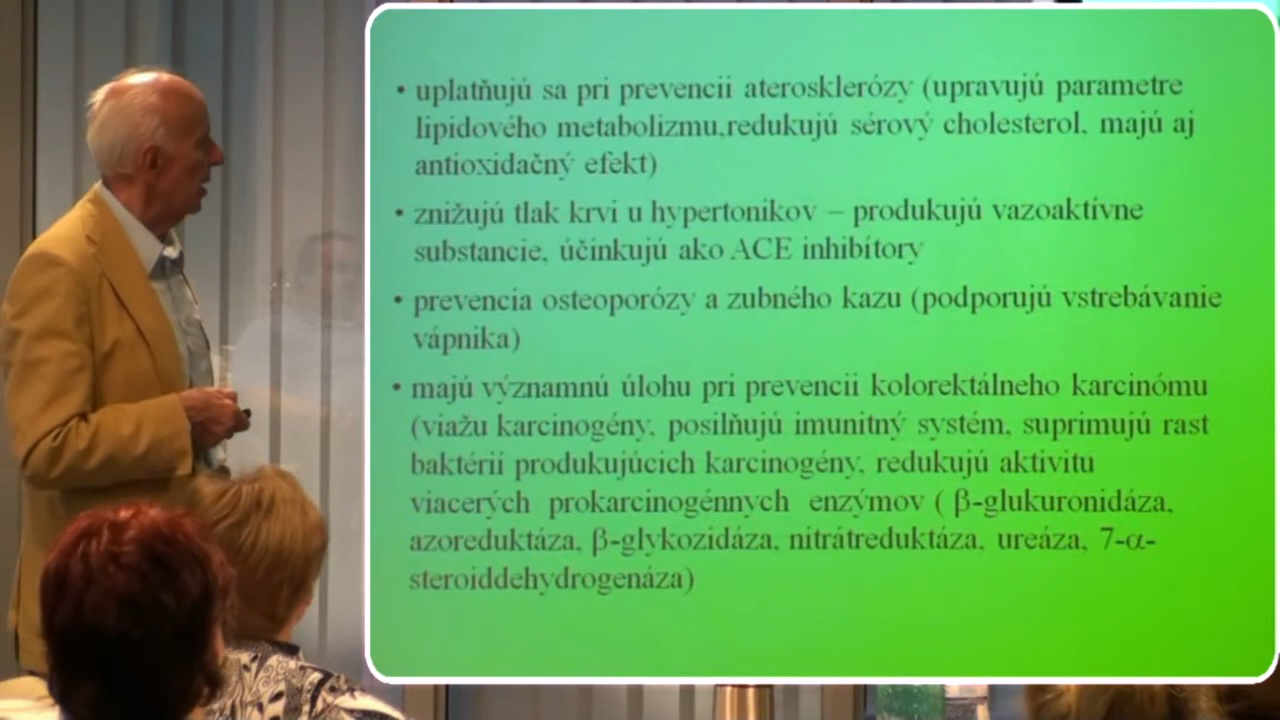 • uplatňujú sa pri prevencii aterosklerózy (upravujú parametre
lipidového metabolizmu,redukujú sérový cholesterol, majú aj
antioxidačný efekt)
• znižujú tlak krvi u hypertonikov – produkujú vazoaktívne
substancie, účinkujú ako ACE inhibítory
• prevencia osteoporózy a zubného kazu (podporujú vstrebávanie
vápnika)
• majú významnú úlohu pri prevencii kolorektálneho karcinómu
(viažu karcinogény, posilňujú imunitný systém, suprimujú rast
baktérií produkujúcich karcinogény, redukujú aktivitu
viacerých prokarcinogénnych enzýmov ( β-glukuronidáza,
azoreduktáza, β-glykozidáza, nitrátreduktáza, ureáza, 7-α-
steroiddehydrogenáza)